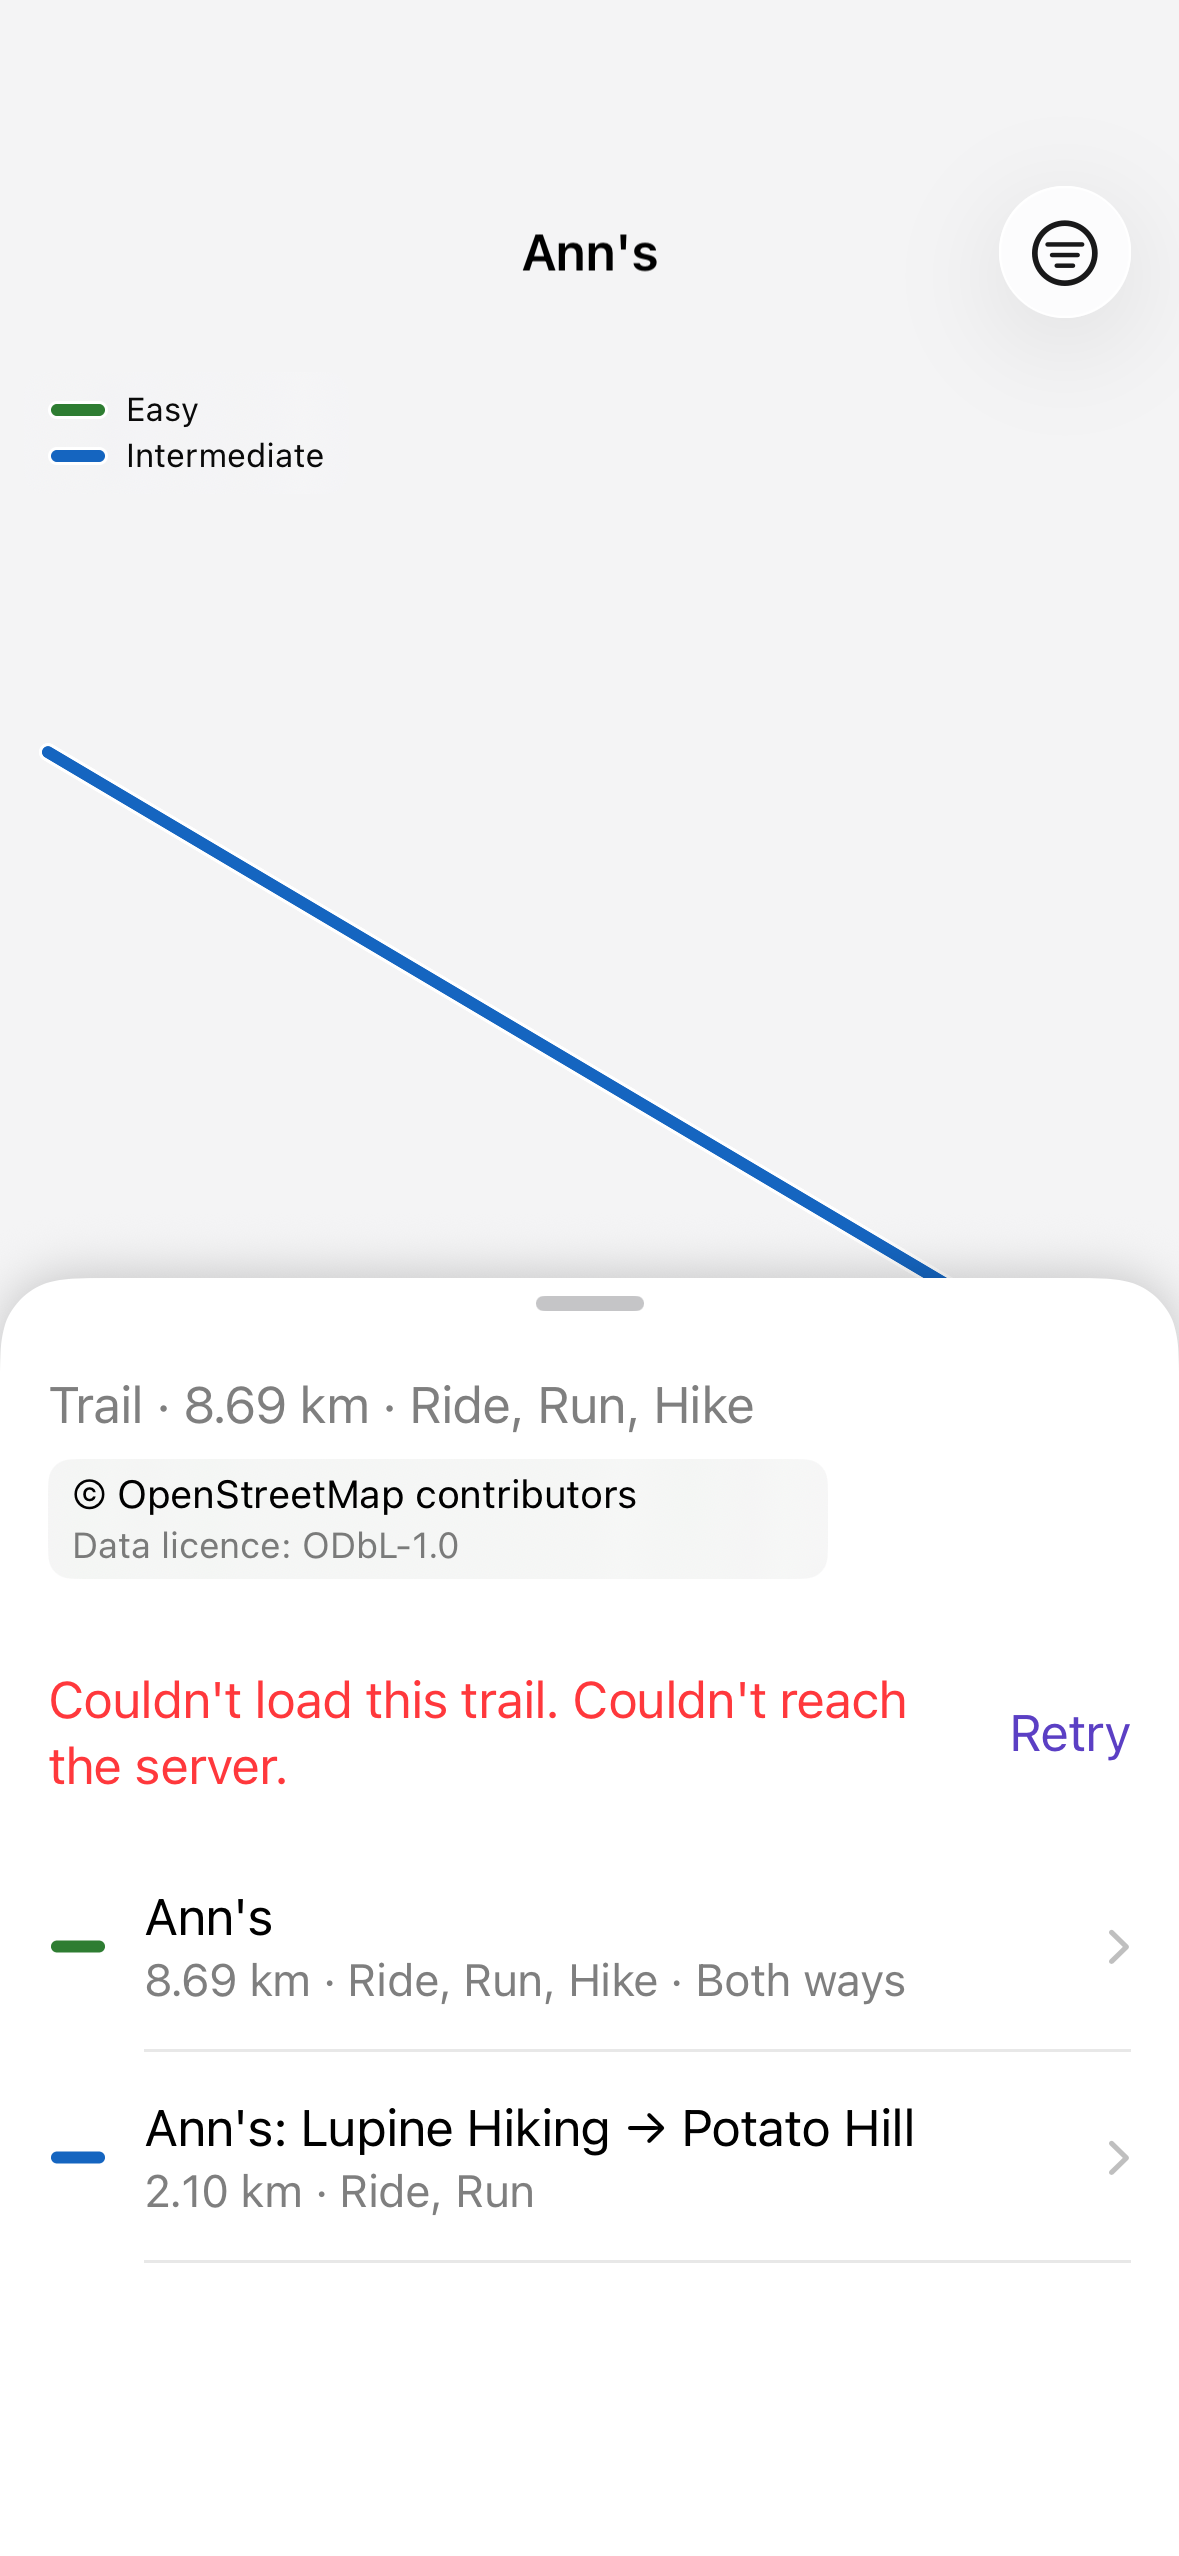 Ann's
Easy
Intermediate
Trail · 8.69 km · Ride, Run, Hike
© OpenStreetMap contributors
Data licence: ODbL-1.0
Couldn't load this trail. Couldn't reach
the server.
Retry
Ann's
8.69 km · Ride, Run, Hike · Both ways
Ann's: Lupine Hiking → Potato Hill
2.10 km · Ride, Run